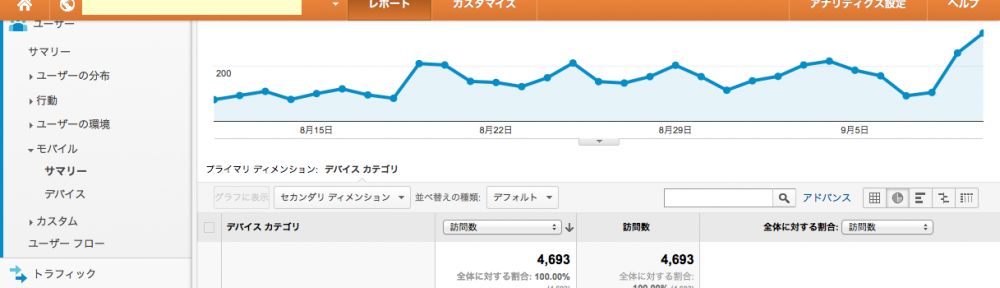 レポート
カスタマイズ
アナリティクス設定
ヘルプ
ユーザー
サマリー
ユーザーの分布
行動
ユーザーの環境
モバイル
サマリー
デバイス
カスタム
ユーザー フロー
トラフィック
200
8月15日
8月22日
8月29日
9月5日
プライマリ ディメンション: デバイス カテゴリ
グラフに表示
セカンダリ ディメンション
並べ替えの種類:
デフォルト
アドバンス
デバイス カテゴリ
訪問数
訪問数
全体に対する割合:
訪問数
4,693
全体に対する割合: 100.00%
(4,693)
4,693
全体に対する割合:
100.00% (4,693)